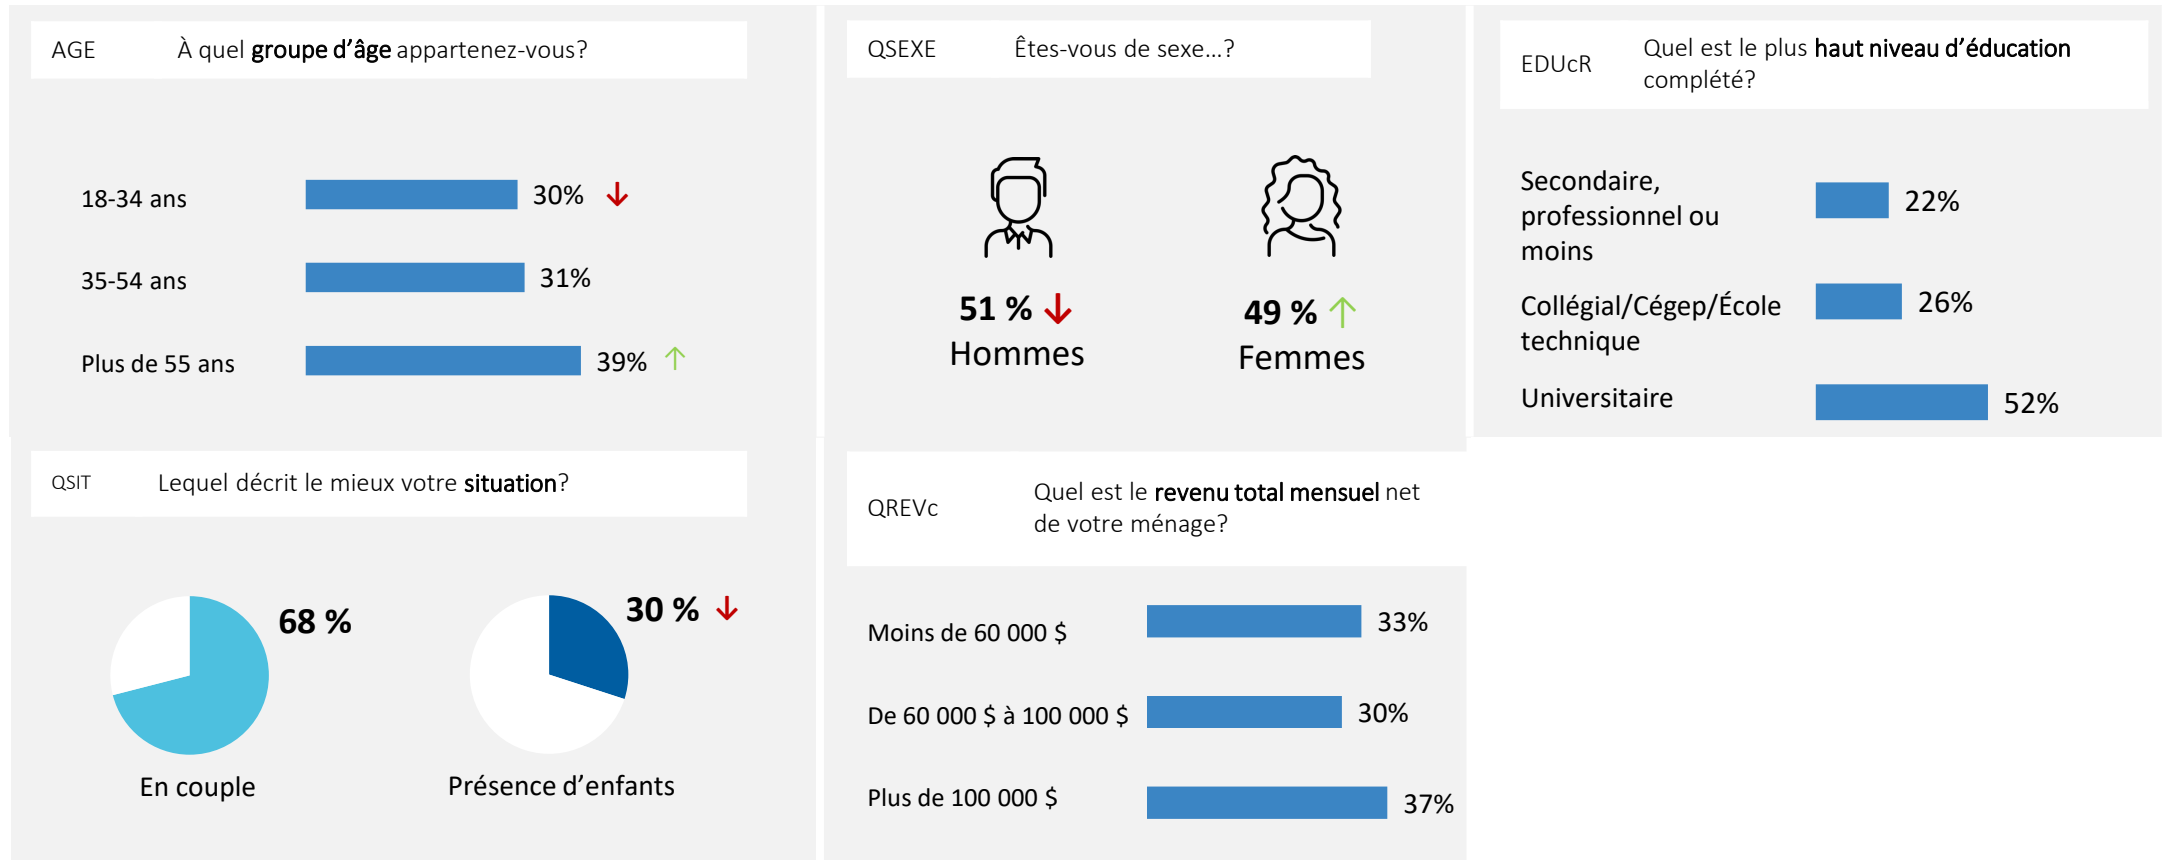 AGE
À quel groupe d'âge appartenez-vous?
18-34 ans
30%
35-54 ans
31%
Plus de 55 ans
39%
QSEXE
Êtes-vous de sexe...?
51 %
Hommes
49 %
Femmes
EDUcR
Quel est le plus haut niveau d'éducation
complété?
Secondaire,
professionnel ou
moins
22%
Collégial/Cégep/École
technique
26%
Universitaire
52%
QSIT
Lequel décrit le mieux votre situation?
68 %
En couple
30 %
Présence d'enfants
QREVc
Quel est le revenu total mensuel net
de votre ménage?
Moins de 60 000 $
33%
De 60 000 $ à 100 000 $
30%
Plus de 100 000 $
37%